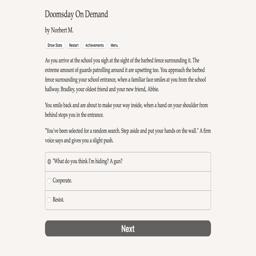 Doomsday On Demand
by Norbert M.
Show Stats Restart Achievements Menu
As you arrive at the school you sigh at the sight of the barbed fence surrounding it. The
extreme amount of guards patrolling around it are upsetting too. You approach the barbed
fence surrounding your school entrance, when a familiar face smiles at you from the school
hallway. Bradley, your oldest friend and your new friend, Abbie.
You smile back and are about to make your way inside, when a hand on your shoulder from
behind stops you in the entrance.
"You've been selected for a random search. Step aside and put your hands on the wall." A firm
voice says and gives you a slight push.
"What do you think I'm hiding? A gun?
Cooperate.
Resist.
Next